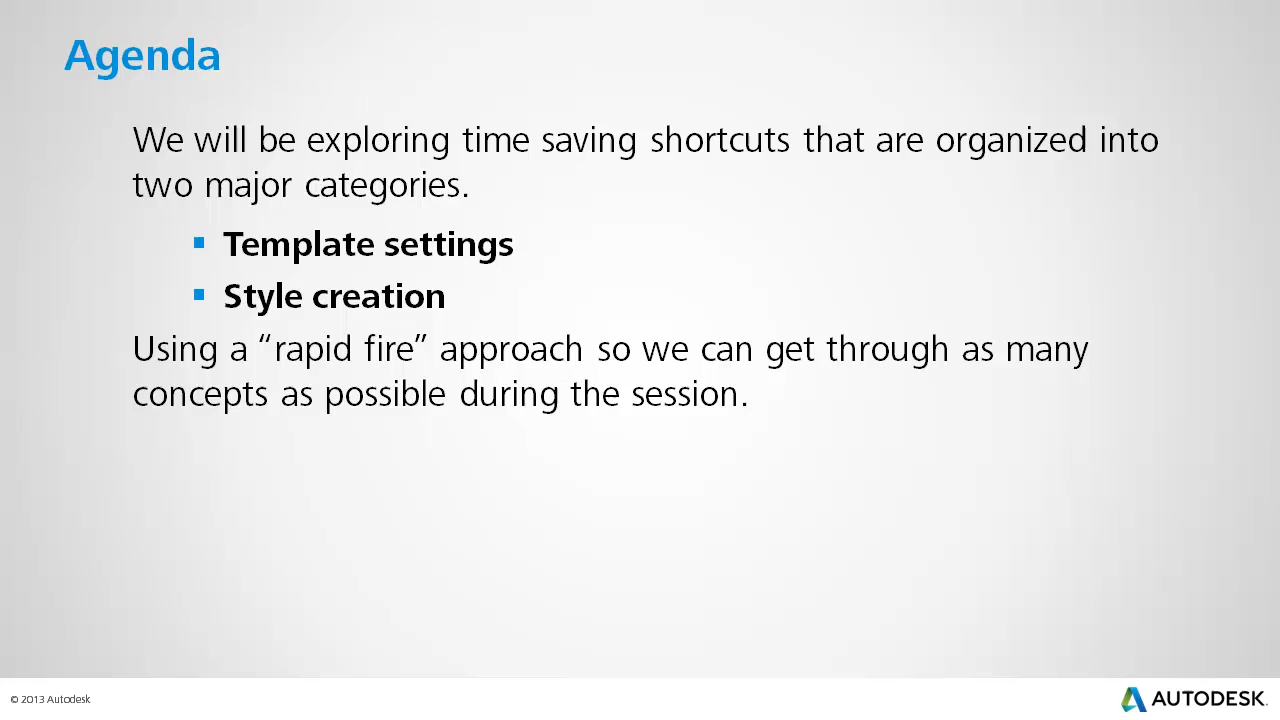 Agenda
We will be exploring time saving shortcuts that are organized into
two major categories.
▪ Template settings
▪ Style creation
Using a “rapid fire” approach so we can get through as many
concepts as possible during the session.
© 2013 Autodesk
AUTODESK.